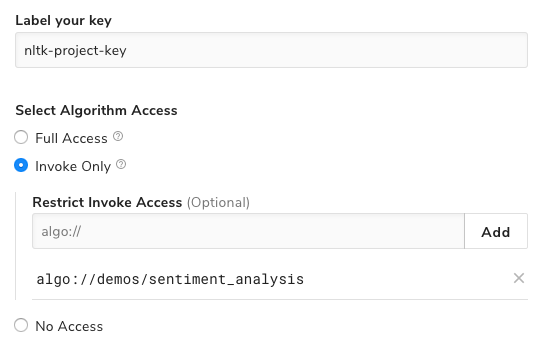 Label your key
nltk-project-key
Select Algorithm Access
Full Access ?
Invoke Only ?
Restrict Invoke Access (Optional)
algo:// Add
algo://demos/sentiment_analysis ×
No Access